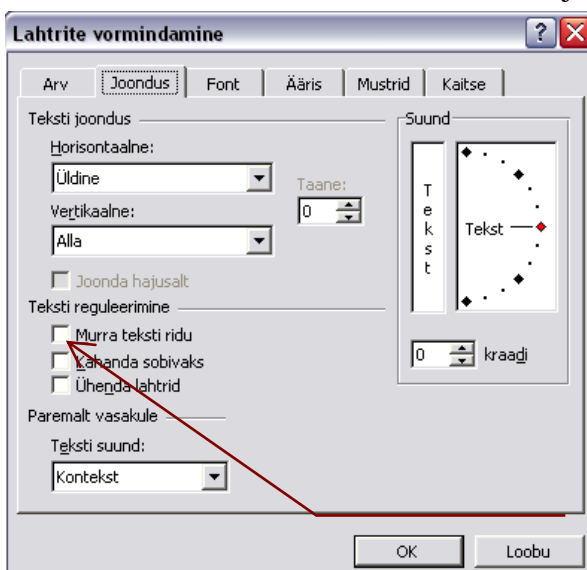 Lahtrite vormindamine
Arv Joondus Font Ääris Mustrid Kaitse
Teksti joondus
Horisontaalne:
Üldine
Taane:
0
Vertikaalne:
Alla
Joonda hajusalt
Teksti reguleerimine
Murra teksti ridu
Kahanda sobivaks
Ühenda lahtrid
Paremalt vasakule
Teksti suund:
Kontekst
Suund
Tekst
Tekst
0 kraadi
OK Loobu